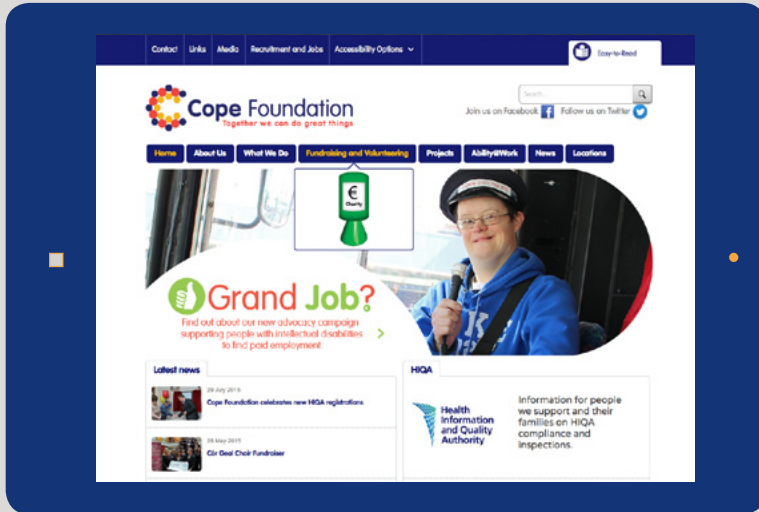 Contact Links Media Recruitment and Jobs Accessibility Options
Easy-to-Read
Search...
Cope Foundation
Together we can do great things
Join us on Facebook Follow us on Twitter
Home About Us What We Do Fundraising and Volunteering Projects Ability@Work News Locations
€
Charity
Grand Job?
Find out about our new advocacy campaign
supporting people with intellectual disabilities
to find paid employment
Latest news
29 July 2015
Cope Foundation celebrates new HIQA registrations
28 May 2015
Cúr Geal Choir Fundraiser
HIQA
Health
Information
and Quality
Authority
Information for people
we support and their
families on HIQA
compliance and
inspections.